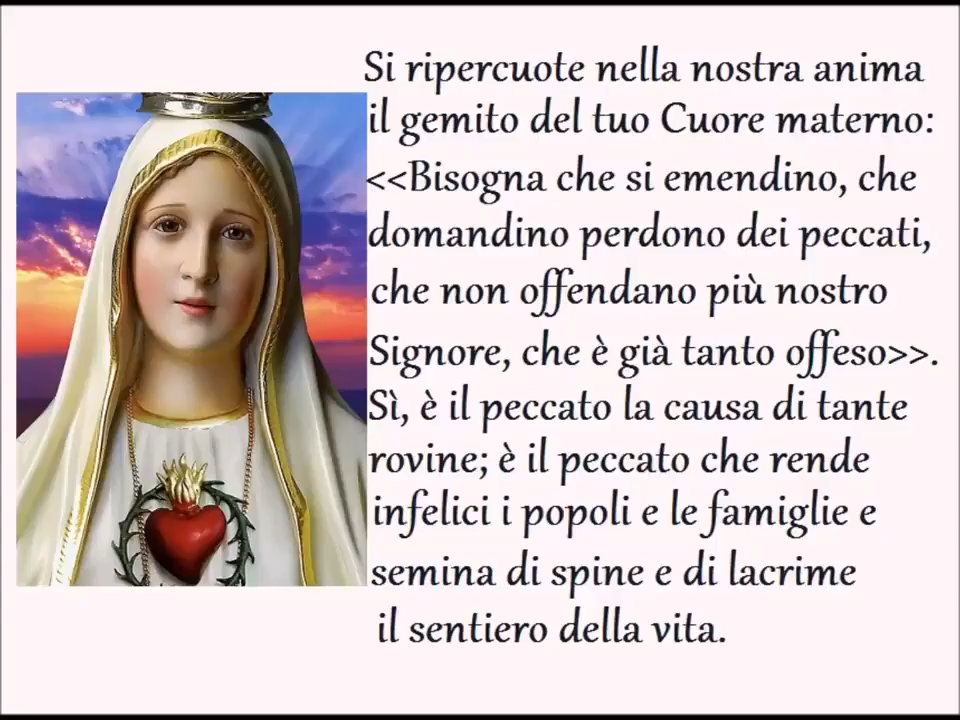 Si ripercuote nella nostra anima
il gemito del tuo Cuore materno:
<<Bisogna che si emendino, che
domandino perdono dei peccati,
che non offendano più nostro
Signore, che è già tanto offeso>>.
Sì, è il peccato la causa di tante
rovine; è il peccato che rende
infelici i popoli e le famiglie e
semina di spine e di lacrime
il sentiero della vita.